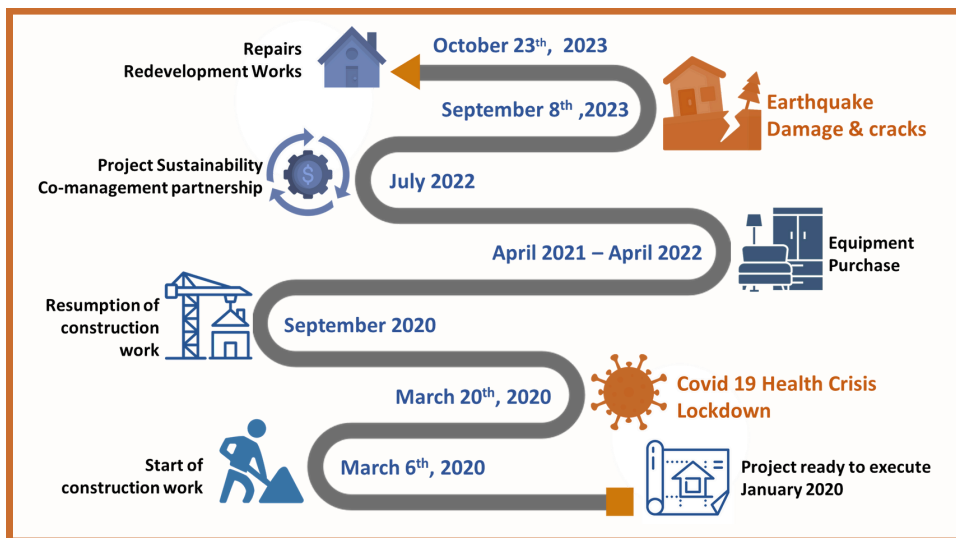 October 23th, 2023
Repairs
Redevelopment Works
September 8th ,2023
Earthquake
Damage & cracks
Project Sustainability
Co-management partnership
$
July 2022
April 2021 – April 2022
Equipment
Purchase
Resumption of
construction
work
September 2020
March 20th, 2020
Covid 19 Health Crisis
Lockdown
Start of
construction work
March 6th, 2020
Project ready to execute
January 2020